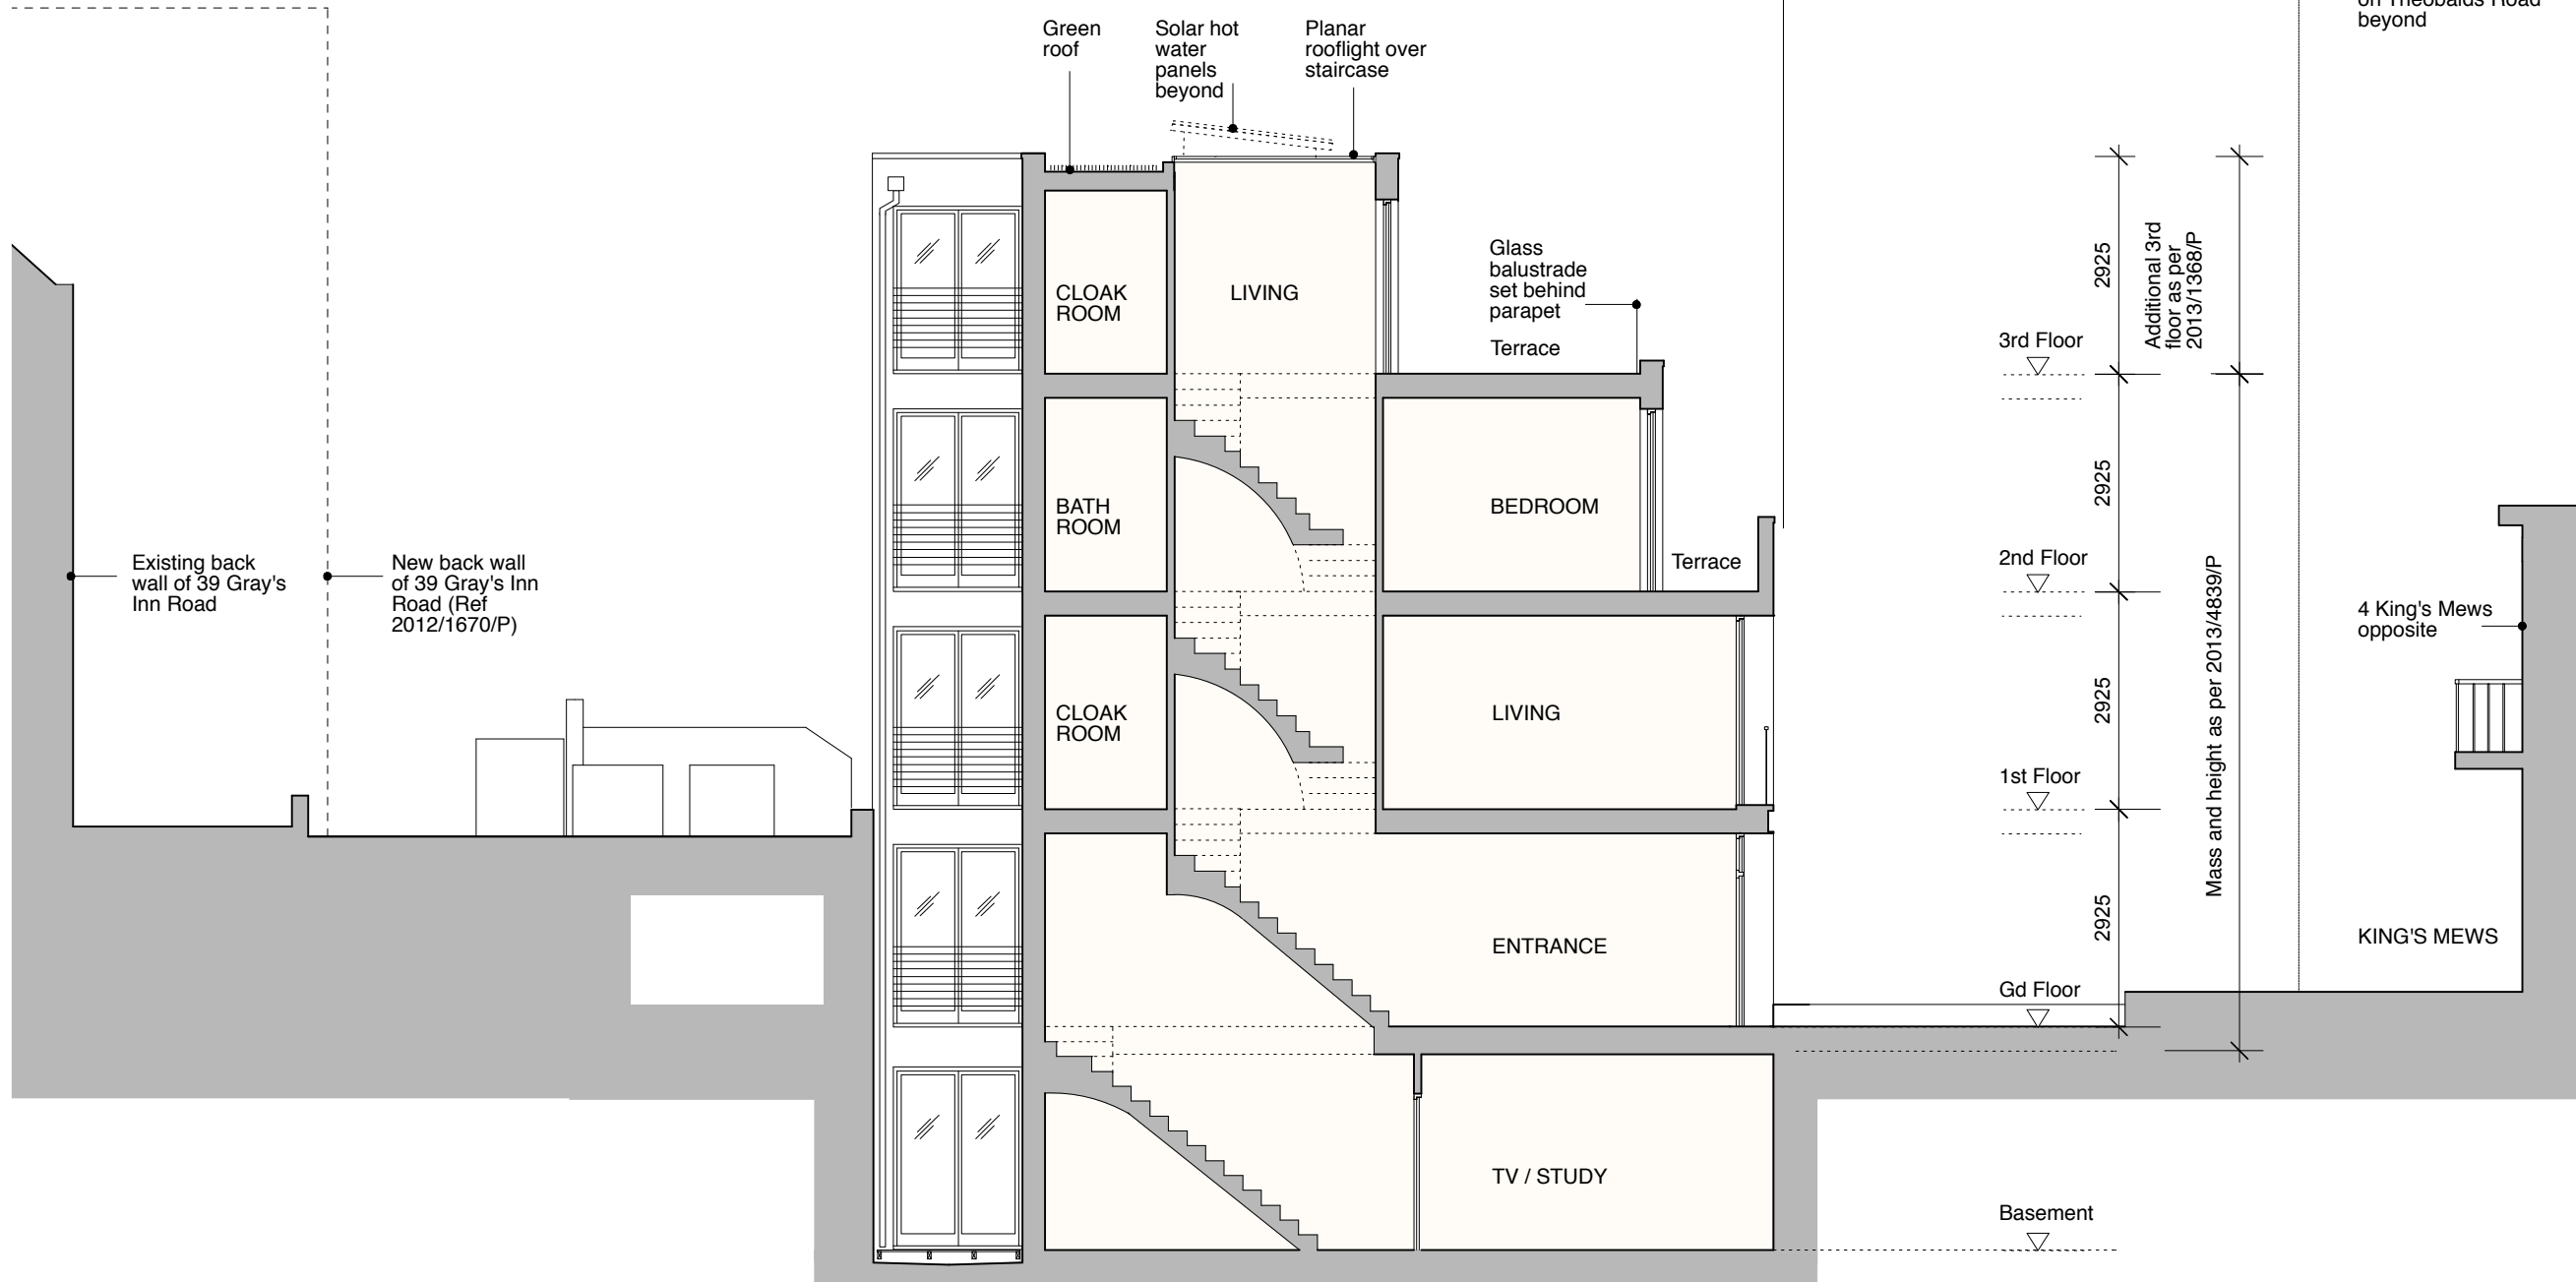 on Theobalds Road
beyond
Green
roof
Solar hot
water
panels
beyond
Planar
rooflight over
staircase
Glass
balustrade
set behind
parapet
Terrace
CLOAK
ROOM
LIVING
2925
Additional 3rd
floor as per
2013/1368/P
3rd Floor
BATH
ROOM
BEDROOM
Terrace
2925
2nd Floor
Existing back
wall of 39 Gray's
Inn Road
New back wall
of 39 Gray's Inn
Road (Ref
2012/1670/P)
4 King's Mews
opposite
Mass and height as per 2013/4839/P
CLOAK
ROOM
LIVING
2925
1st Floor
ENTRANCE
2925
KING'S MEWS
Gd Floor
TV / STUDY
Basement